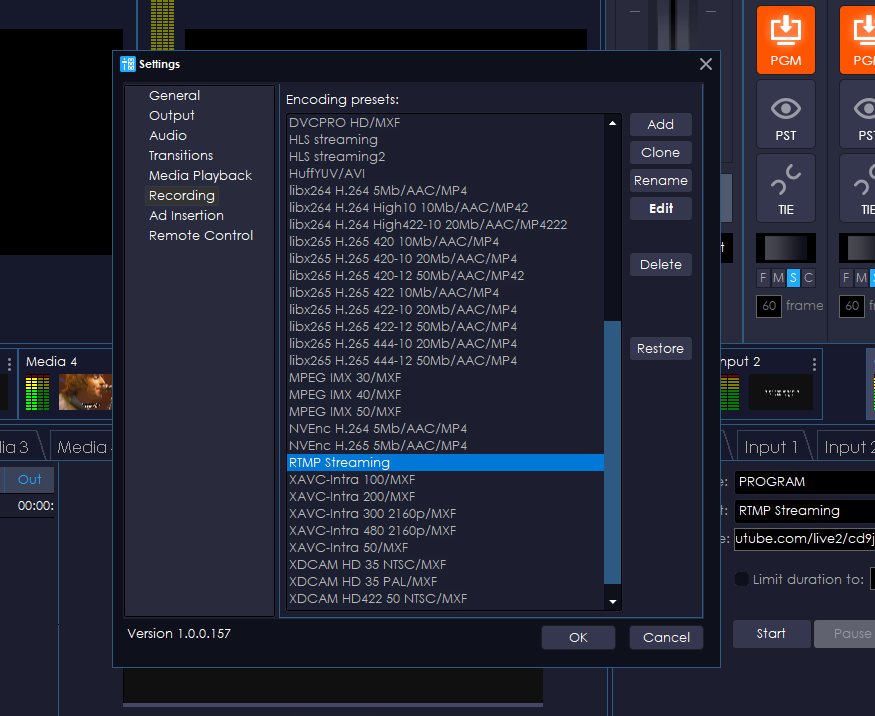 PGM
PST
TIE
F M S C
F M
60 frame
60
Settings
General
Output
Audio
Transitions
Media Playback
Recording
Ad Insertion
Remote Control
Encoding presets:
DVCPRO HD/MXF
HLS streaming
HLS streaming2
HuffYUV/AVI
libx264 H.264 5Mb/AAC/MP4
libx264 H.264 High10 10Mb/AAC/MP42
libx264 H.264 High422-10 20Mb/AAC/MP4222
libx265 H.265 420 10Mb/AAC/MP4
libx265 H.265 420-10 20Mb/AAC/MP4
libx265 H.265 420-12 50Mb/AAC/MP42
libx265 H.265 422 10Mb/AAC/MP4
libx265 H.265 422-10 20Mb/AAC/MP4
libx265 H.265 422-12 50Mb/AAC/MP4
libx265 H.265 444-10 20Mb/AAC/MP4
libx265 H.265 444-12 50Mb/AAC/MP4
MPEG IMX 30/MXF
MPEG IMX 40/MXF
MPEG IMX 50/MXF
NVEnc H.264 5Mb/AAC/MP4
NVEnc H.265 5Mb/AAC/MP4
RTMP Streaming
XAVC-Intra 100/MXF
XAVC-Intra 200/MXF
XAVC-Intra 300 2160p/MXF
XAVC-Intra 480 2160p/MXF
XAVC-Intra 50/MXF
XDCAM HD 35 NTSC/MXF
XDCAM HD 35 PAL/MXF
XDCAM HD422 50 NTSC/MXF
Add
Clone
Rename
Edit
Delete
Restore
Version 1.0.0.157
OK
Cancel
Media 4
nput 2
dia 3
Media
Input 1
Input 2
Out
00:00:
PROGRAM
RTMP Streaming
utube.com/live2/cd9j
Limit duration to:
Start
Pause